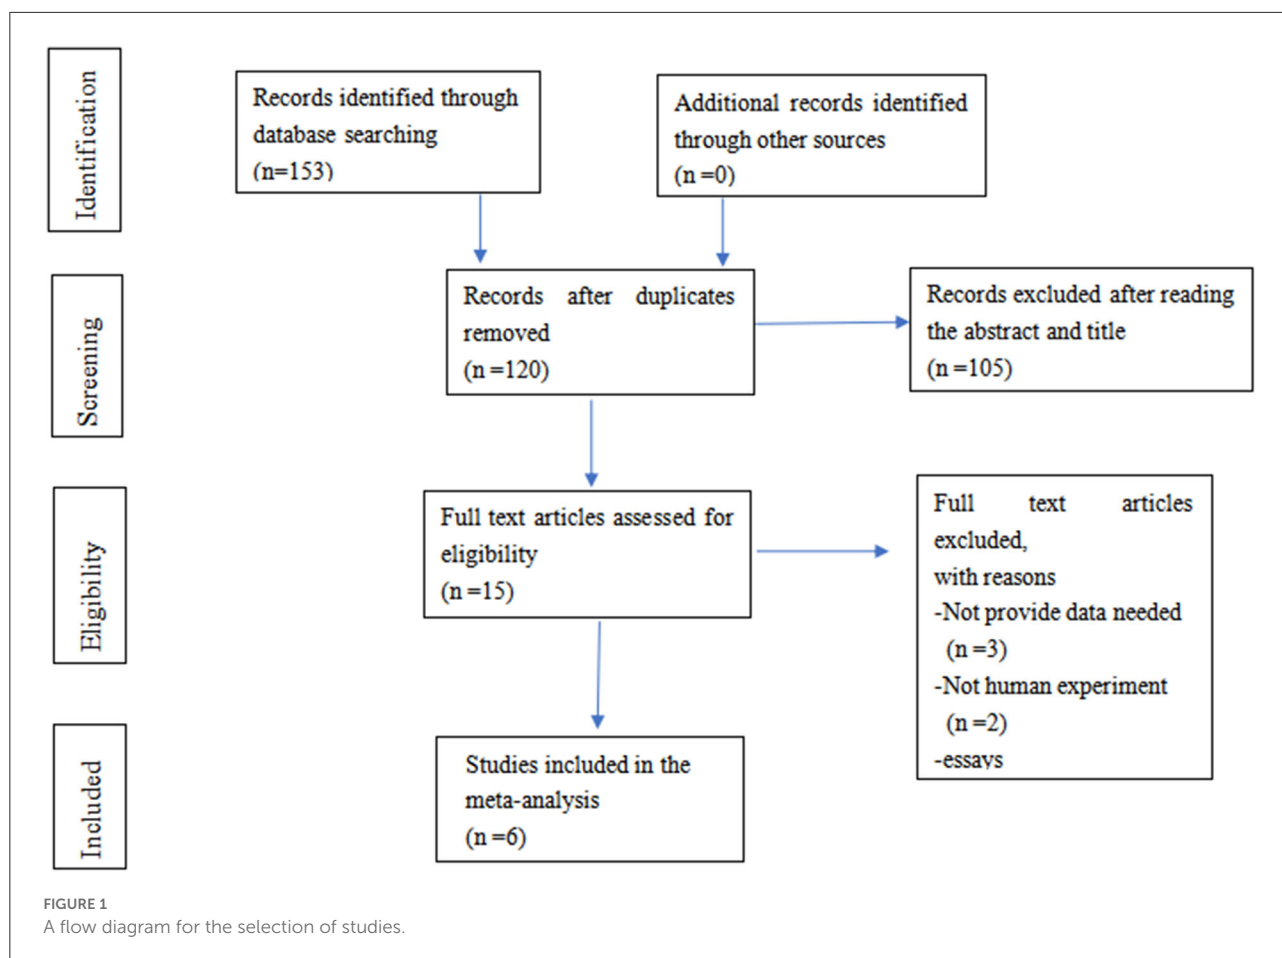 Identification
Records identified through
database searching
(n=153)
Additional records identified
through other sources
(n =0)
Screening
Records after duplicates
removed
(n =120)
Records excluded after reading
the abstract and title
(n =105)
Eligibility
Full text articles assessed for
eligibility
(n =15)
Full text articles
excluded,
with reasons
-Not provide data needed
(n =3)
-Not human experiment
(n =2)
-essays
Included
Studies included in the
meta-analysis
(n =6)
FIGURE 1
A flow diagram for the selection of studies.